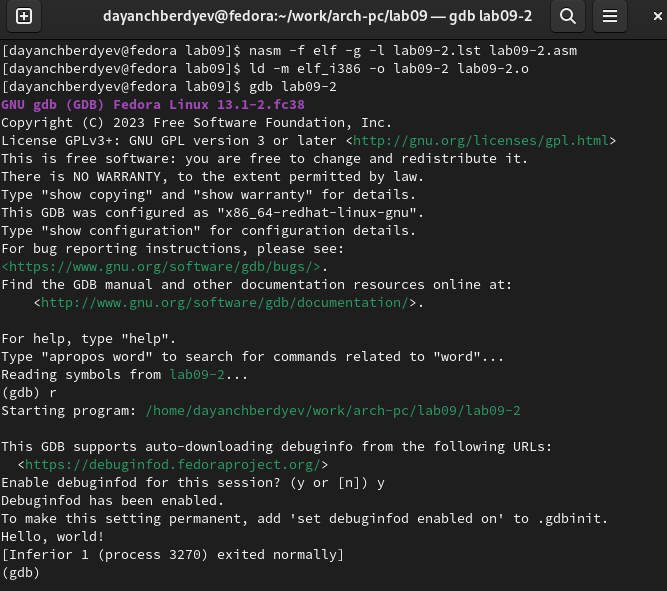 dayanchberdyev@fedora:~/work/arch-pc/lab09 — gdb lab09-2
[dayanchberdyev@fedora lab09]$ nasm -f elf -g -l lab09-2.lst lab09-2.asm
[dayanchberdyev@fedora lab09]$ ld -m elf_i386 -o lab09-2 lab09-2.o
[dayanchberdyev@fedora lab09]$ gdb lab09-2
GNU gdb (GDB) Fedora Linux 13.1-2.fc38
Copyright (C) 2023 Free Software Foundation, Inc.
License GPLv3+: GNU GPL version 3 or later <http://gnu.org/licenses/gpl.html>
This is free software: you are free to change and redistribute it.
There is NO WARRANTY, to the extent permitted by law.
Type "show copying" and "show warranty" for details.
This GDB was configured as "x86_64-redhat-linux-gnu".
Type "show configuration" for configuration details.
For bug reporting instructions, please see:
<https://www.gnu.org/software/gdb/bugs/>.
Find the GDB manual and other documentation resources online at:
    <http://www.gnu.org/software/gdb/documentation/>.

For help, type "help".
Type "apropos word" to search for commands related to "word"...
Reading symbols from lab09-2...
(gdb) r
Starting program: /home/dayanchberdyev/work/arch-pc/lab09/lab09-2

This GDB supports auto-downloading debuginfo from the following URLs:
  <https://debuginfod.fedoraproject.org/>
Enable debuginfod for this session? (y or [n]) y
Debuginfod has been enabled.
To make this setting permanent, add 'set debuginfod enabled on' to .gdbinit.
Hello, world!
[Inferior 1 (process 3270) exited normally]
(gdb)